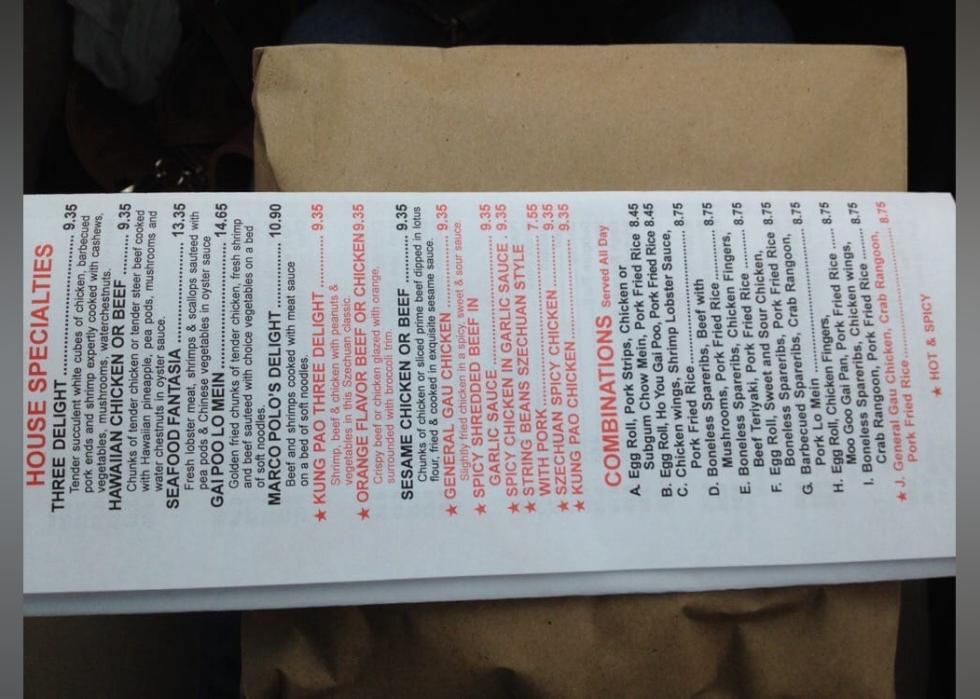 HOUSE SPECIALTIES
THREE DELIGHT ........................ 9.35
Tender succulent white cubes of chicken, barbecued
pork ends and shrimp expertly cooked with cashews,
vegetables, mushrooms, waterchestnuts.
HAWAIIAN CHICKEN OR BEEF ........ 9.35
Chunks of tender chicken or tender steer beef cooked
with Hawaiian pineapple, pea pods, mushrooms and
water chestnuts in oyster sauce.
SEAFOOD FANTASIA .................. 13.35
Fresh lobster meat, shrimps & scallops sauteed with
pea pods & Chinese vegetables in oyster sauce
GAI POO LO MEIN ...................... 14.65
Golden fried chunks of tender chicken, fresh shrimp
and beef sauteed with choice vegetables on a bed
of soft noodles.
MARCO POLO'S DELIGHT ............. 10.90
Beef and shrimps cooked with meat sauce
on a bed of soft noodles.
★ KUNG PAO THREE DELIGHT ........ 9.35
Shrimp, beef & chicken with peanuts &
vegetables in this Szechuan classic.
★ ORANGE FLAVOR BEEF OR CHICKEN 9.35
Crispy beef or chicken glazed with orange,
surrounded with broccoli trim.
SESAME CHICKEN OR BEEF ......... 9.35
Chunks of chicken or sliced prime beef dipped in lotus
flour, fried & cooked in exquisite sesame sauce.
★ GENERAL GAU CHICKEN ............. 9.35
Slightly fried chicken in a spicy, sweet & sour sauce
★ SPICY SHREDDED BEEF IN
GARLIC SAUCE ......................... 9.35
★ SPICY CHICKEN IN GARLIC SAUCE . 9.35
★ STRING BEANS SZECHUAN STYLE
WITH PORK ............................. 7.55
★ SZECHUAN SPICY CHICKEN ......... 9.35
★ KUNG PAO CHICKEN .................. 9.35
COMBINATIONS Served All Day
A. Egg Roll, Pork Strips, Chicken or
Subgum Chow Mein, Pork Fried Rice 8.45
B. Egg Roll, Ho You Gai Poo, Pork Fried Rice 8.45
C. Chicken wings, Shrimp Lobster Sauce,
Pork Fried Rice ........................ 8.75
D. Boneless Spareribs, Beef with
Mushrooms, Pork Fried Rice ......... 8.75
E. Boneless Spareribs, Chicken Fingers,
Beef Teriyaki, Pork Fried Rice ...... 8.75
F. Egg Roll, Sweet and Sour Chicken,
Boneless Spareribs, Pork Fried Rice 8.75
G. Barbecued Spareribs, Crab Rangoon,
Pork Lo Mein .......................... 8.75
H. Egg Roll, Chicken Fingers,
Moo Goo Gai Pan, Pork Fried Rice .... 8.75
I. Boneless Spareribs, Chicken wings,
Crab Rangoon, Pork Fried Rice ...... 8.75
★ J. General Gau Chicken, Crab Rangoon,
Pork Fried Rice ....................... 8.75
★ HOT & SPICY